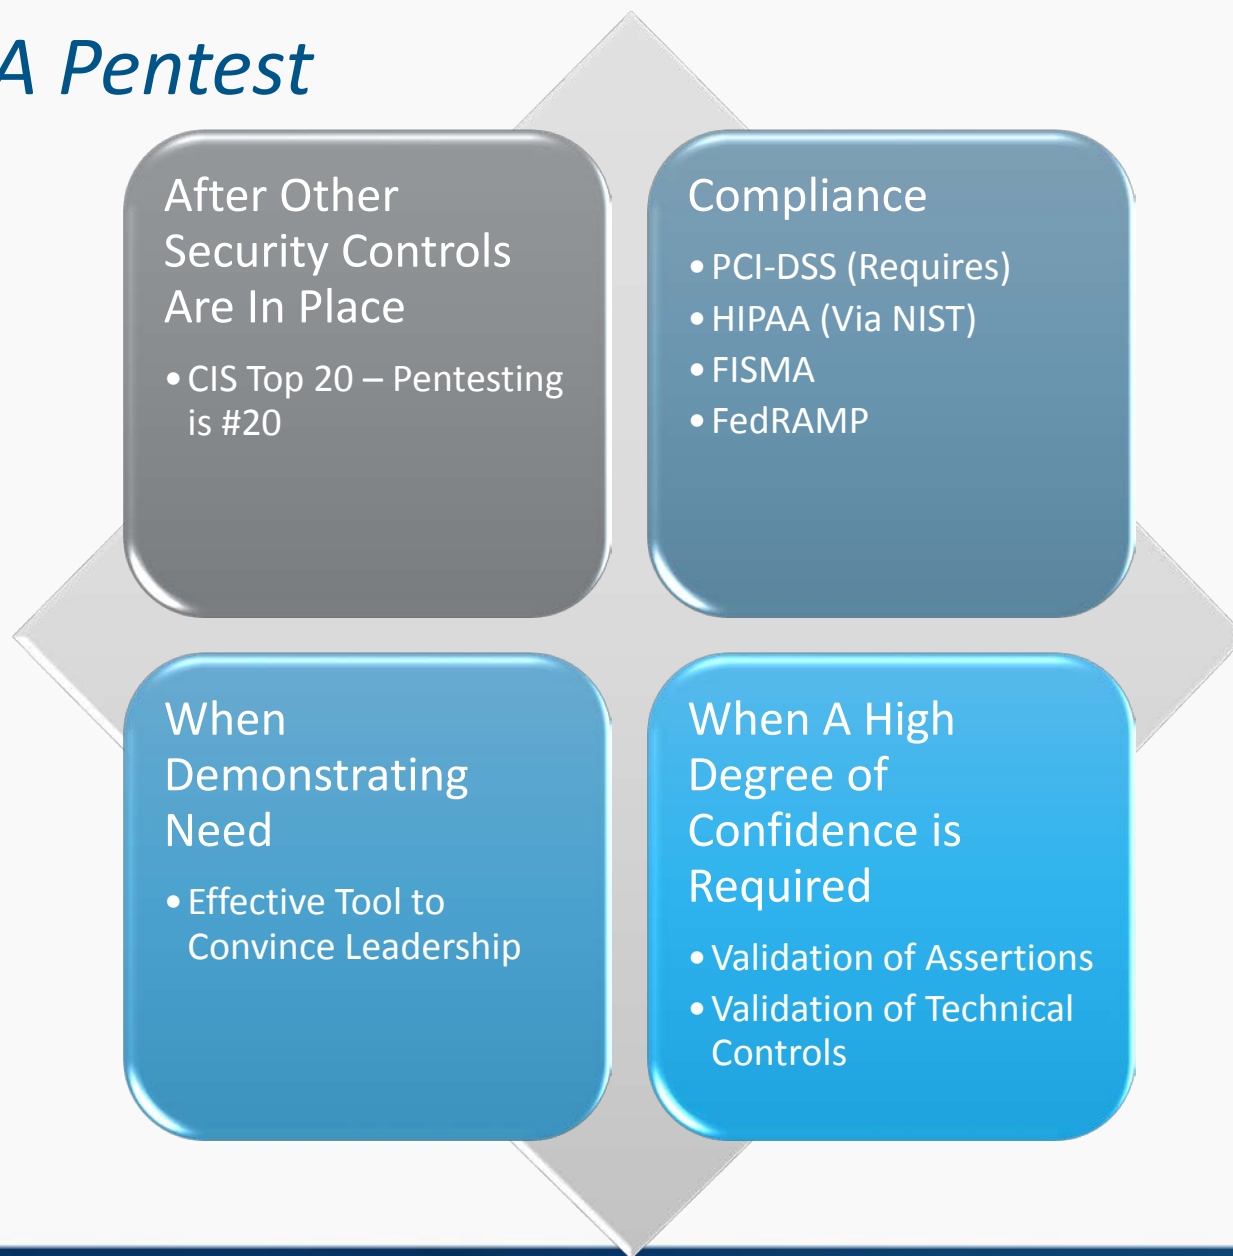 A Pentest
After Other
Security Controls
Are In Place
• CIS Top 20 – Pentesting
is #20
Compliance
• PCI-DSS (Requires)
• HIPAA (Via NIST)
• FISMA
• FedRAMP
When
Demonstrating
Need
• Effective Tool to
Convince Leadership
When A High
Degree of
Confidence is
Required
• Validation of Assertions
• Validation of Technical
Controls